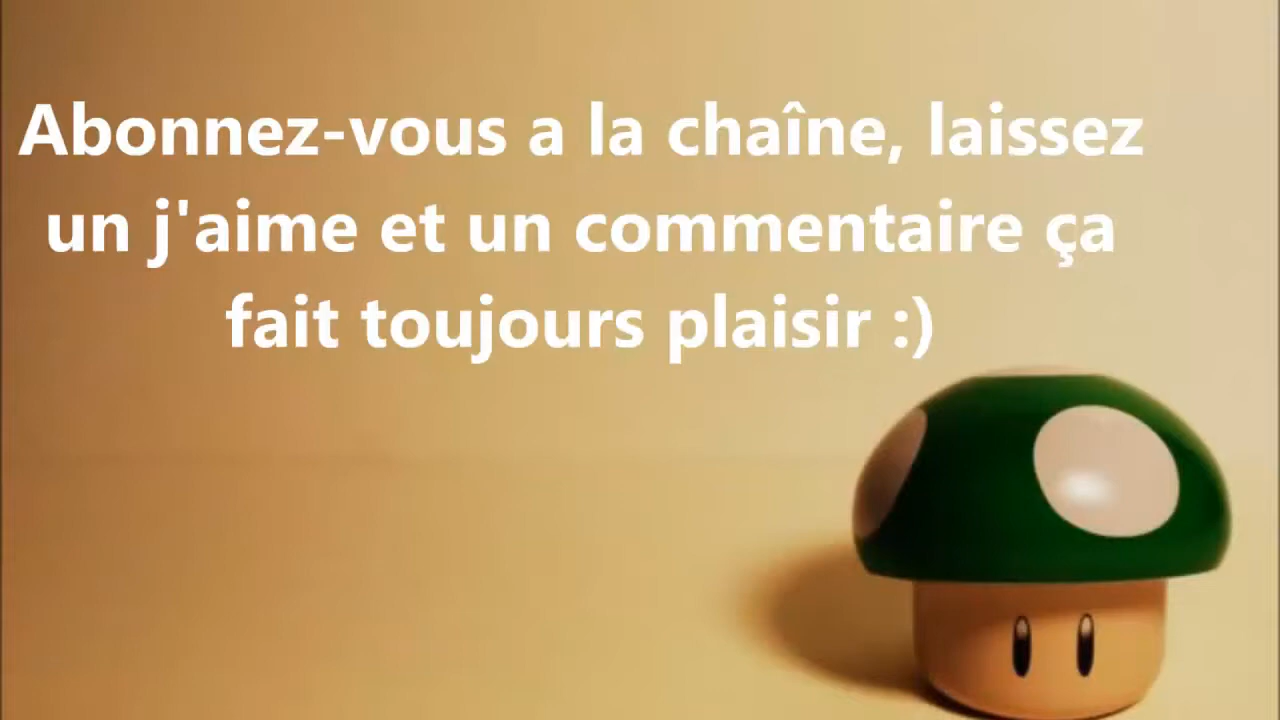 Abonnez-vous a la chaîne, laissez
un j'aime et un commentaire ça
fait toujours plaisir :)